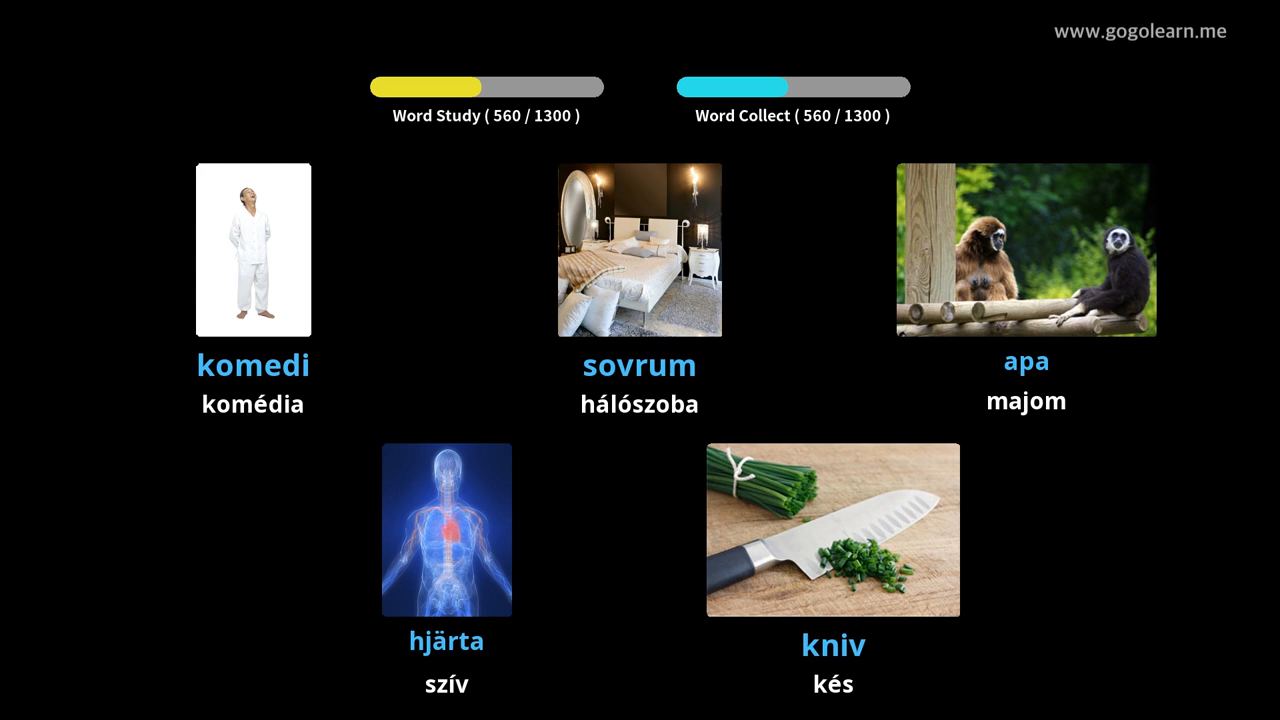 www.gogolearn.me
Word Study ( 560 / 1300 )
Word Collect ( 560 / 1300 )
komedi
komédia
sovrum
hálószoba
apa
majom
hjärta
szív
kniv
kés